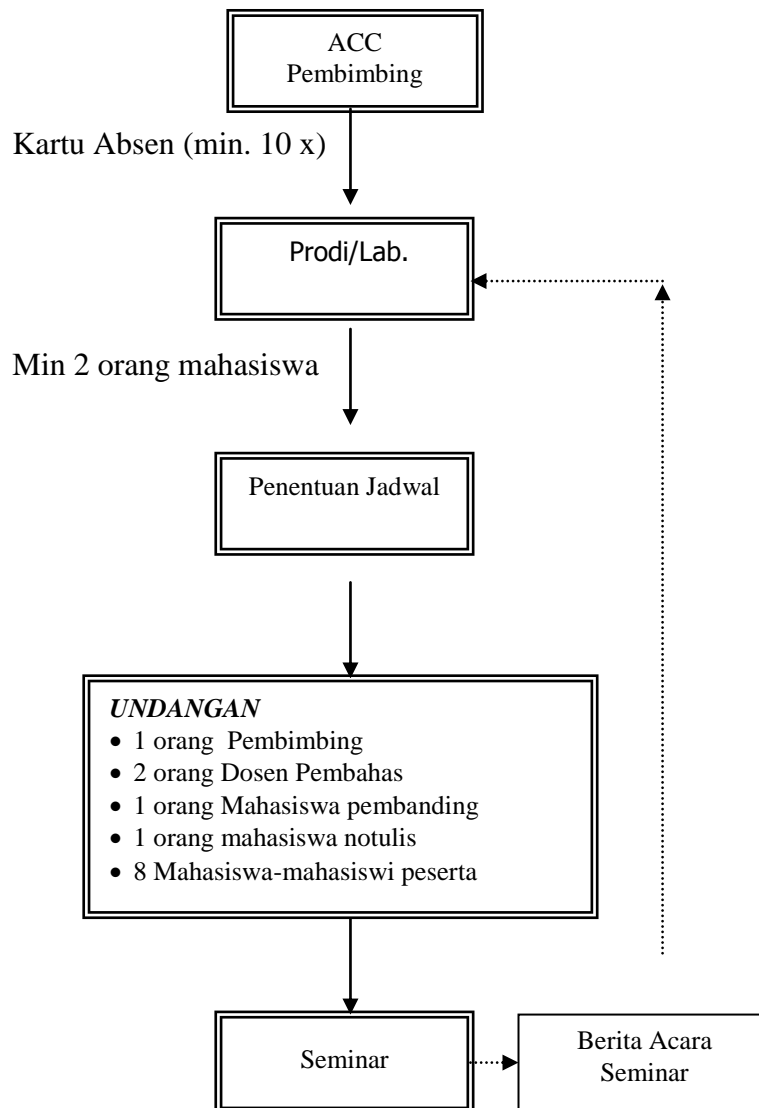 ACC
Pembimbing
Kartu Absen (min. 10 x)
Prodi/Lab.
Min 2 orang mahasiswa
Penentuan Jadwal
UNDANGAN
• 1 orang  Pembimbing
• 2 orang Dosen Pembahas
• 1 orang Mahasiswa pembanding
• 1 orang mahasiswa notulis
• 8 Mahasiswa-mahasiswi peserta
Seminar
Berita Acara
Seminar